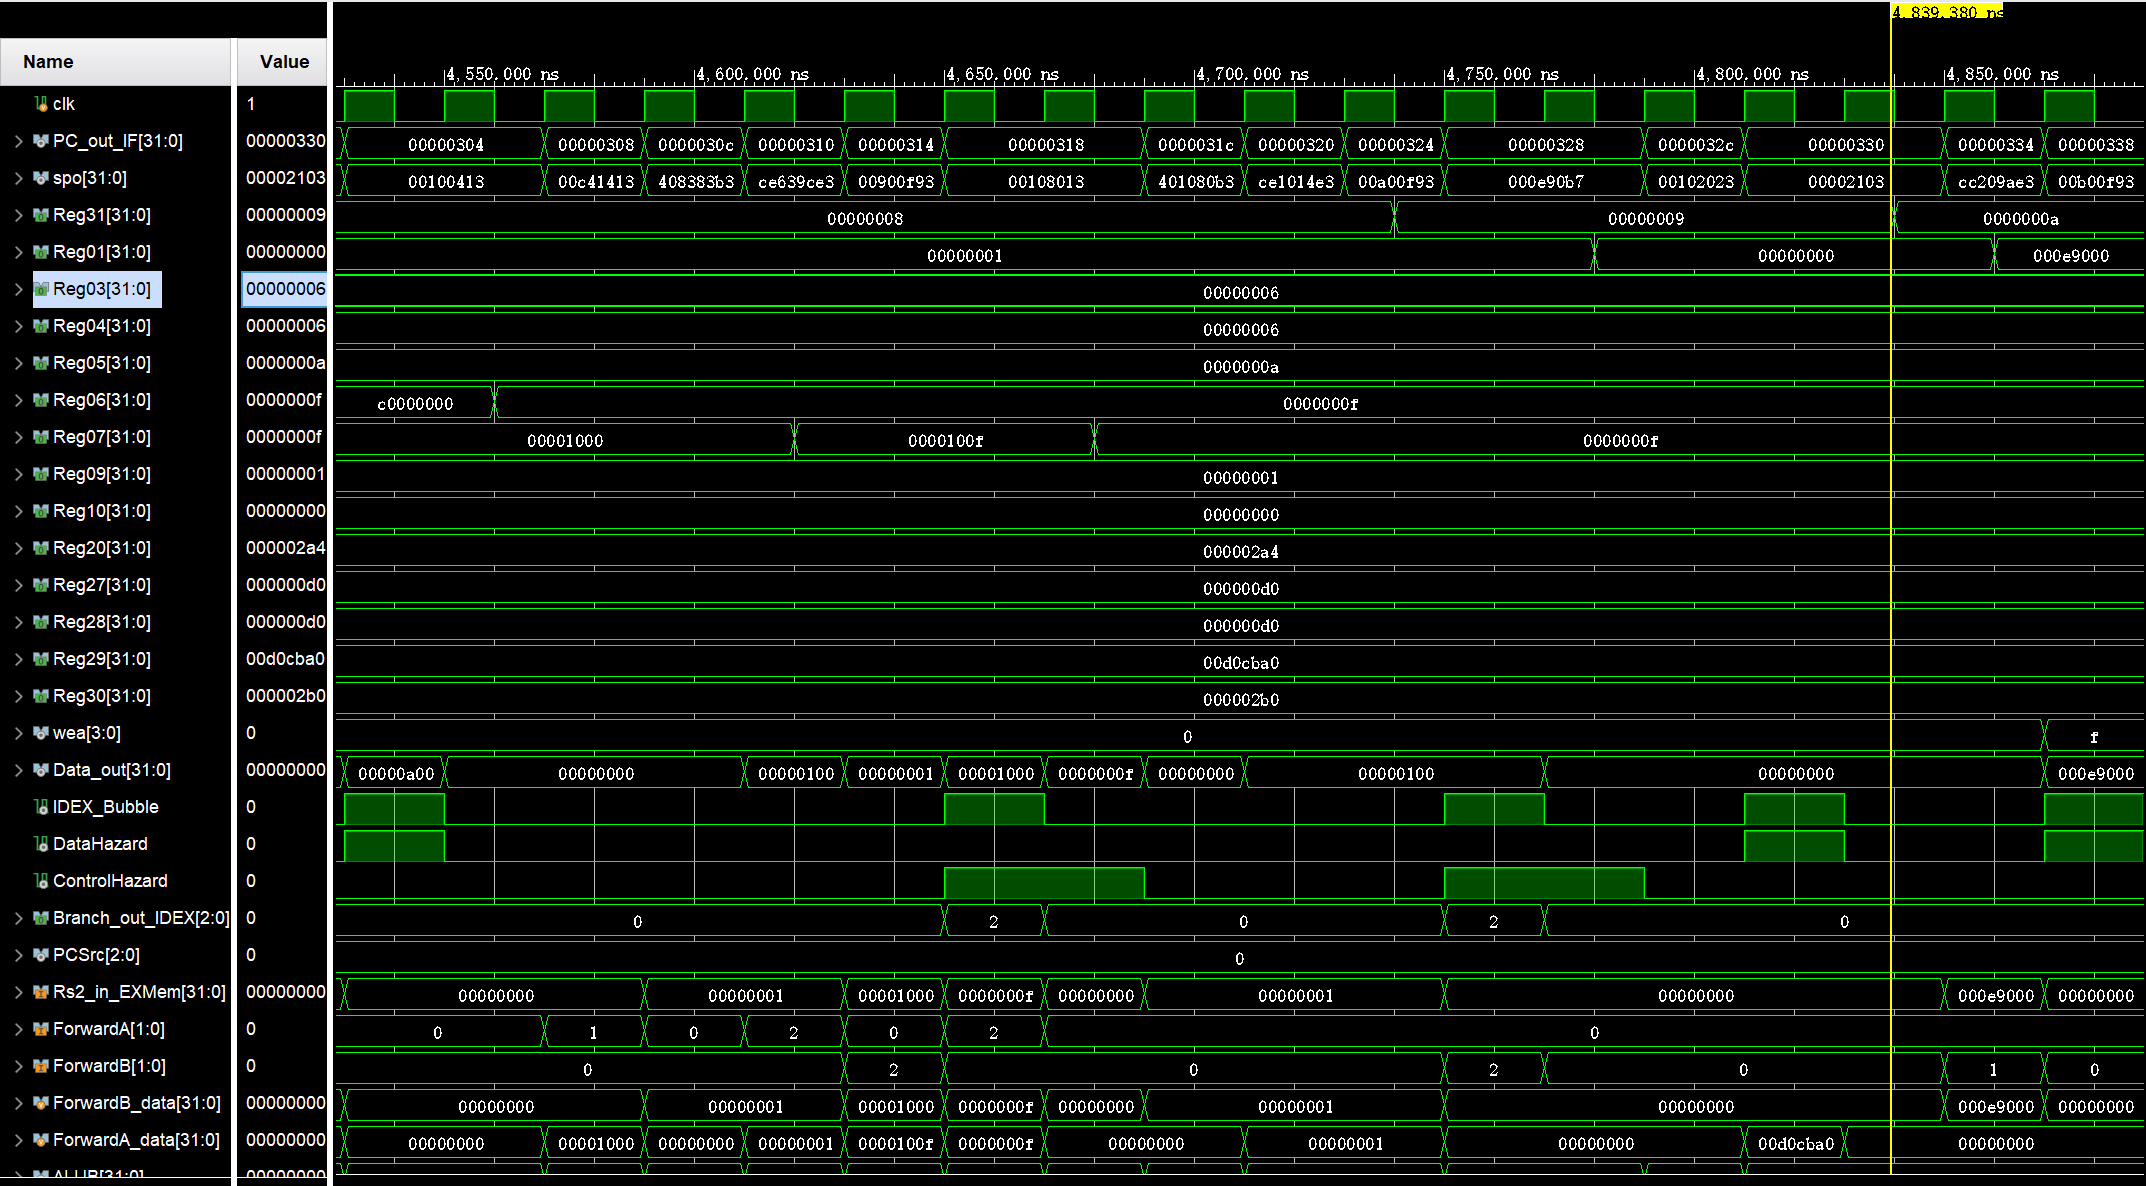 4,839.380 ns
Name Value
4,550.000 ns 4,600.000 ns 4,650.000 ns 4,700.000 ns 4,750.000 ns 4,800.000 ns 4,850.000 ns
clk 1
PC_out_IF[31:0] 00000330 00000304 00000308 0000030c 00000310 00000314 00000318 0000031c 00000320 00000324 00000328 0000032c 00000330 00000334 00000338
spo[31:0] 00002103 00100413 00c41413 408383b3 ce639ce3 00900f93 00108013 401080b3 ce1014e3 00a00f93 000e90b7 00102023 00002103 cc209ae3 00b00f93
Reg31[31:0] 00000009 00000008 00000009 0000000a
Reg01[31:0] 00000000 00000001 00000000 000e9000
Reg03[31:0] 00000006 00000006
Reg04[31:0] 00000006 00000006
Reg05[31:0] 0000000a 0000000a
Reg06[31:0] 0000000f c0000000 0000000f
Reg07[31:0] 0000000f 00001000 0000100f 0000000f
Reg09[31:0] 00000001 00000001
Reg10[31:0] 00000000 00000000
Reg20[31:0] 000002a4 000002a4
Reg27[31:0] 000000d0 000000d0
Reg28[31:0] 000000d0 000000d0
Reg29[31:0] 00d0cba0 00d0cba0
Reg30[31:0] 000002b0 000002b0
wea[3:0] 0 0 f
Data_out[31:0] 00000000 00000a00 00000000 00000100 00000001 00001000 0000000f 00000000 00000100 00000000 000e9000
IDEX_Bubble 0
DataHazard 0
ControlHazard 0
Branch_out_IDEX[2:0] 0 0 2 0 2 0
PCSrc[2:0] 0 0
Rs2_in_EXMem[31:0] 00000000 00000000 00000001 00001000 0000000f 00000000 00000001 00000000 000e9000 00000000
ForwardA[1:0] 0 0 1 0 2 0 2 0
ForwardB[1:0] 0 0 2 0 2 0 1 0
ForwardB_data[31:0] 00000000 00000000 00000001 00001000 0000000f 00000000 00000001 00000000 000e9000 00000000
ForwardA_data[31:0] 00000000 00000000 00001000 00000000 00000001 0000100f 0000000f 00000000 00000001 00000000 00d0cba0 00000000